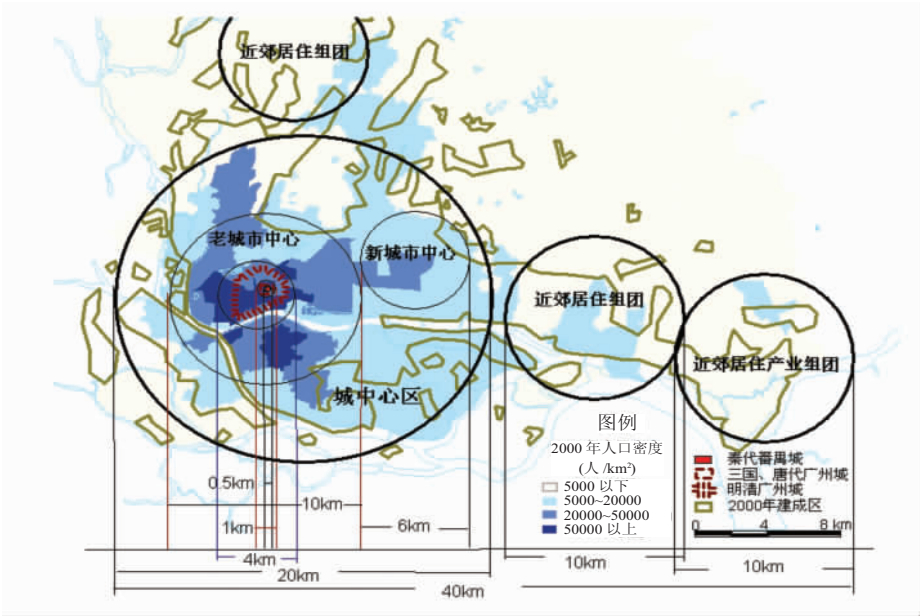 近郊居住组团
老城市中心
新城市中心
近郊居住组团
近郊居住产业组团
城中心区
图例
2000 年人口密度
(人 /km²)
5000 以下
5000~20000
20000~50000
50000 以上
秦代番禺城
三国、唐代广州城
明清广州城
2000年建成区
0 4 8 km
0.5km
10km
1km
6km
4km
10km
10km
20km
40km